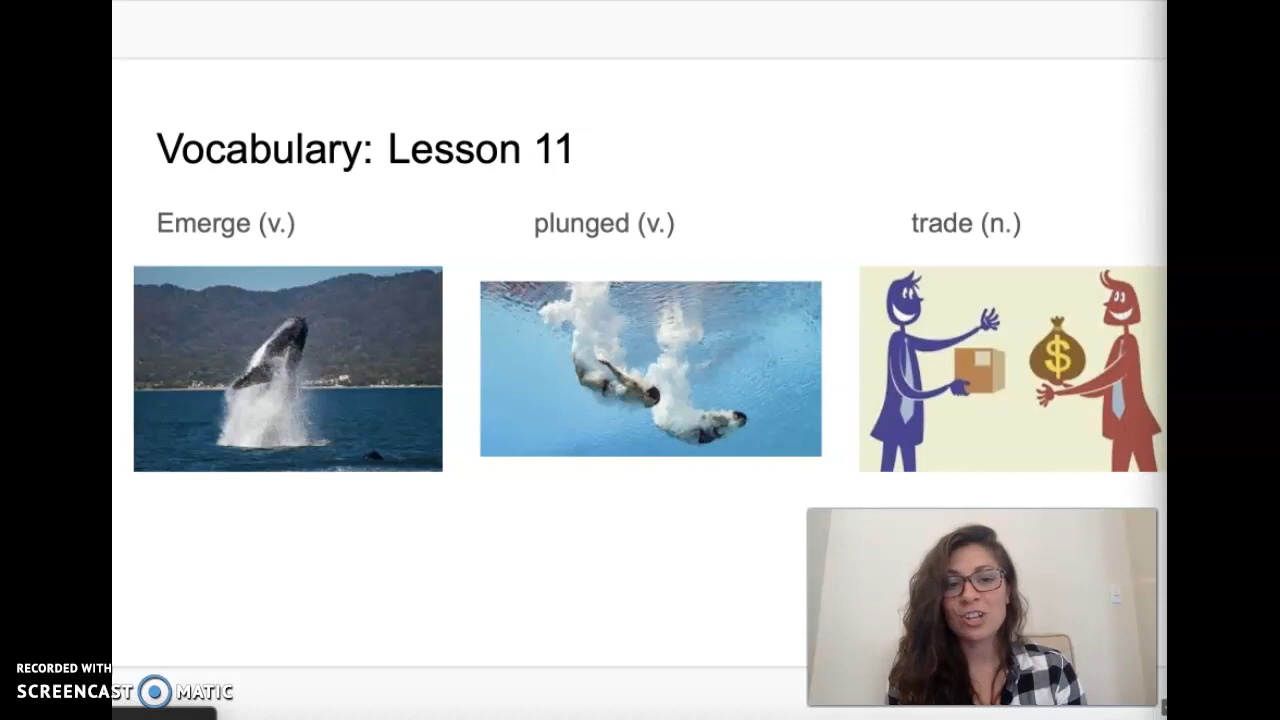 Vocabulary: Lesson 11
Emerge (v.)
plunged (v.)
trade (n.)
$
RECORDED WITH
SCREENCAST MATIC